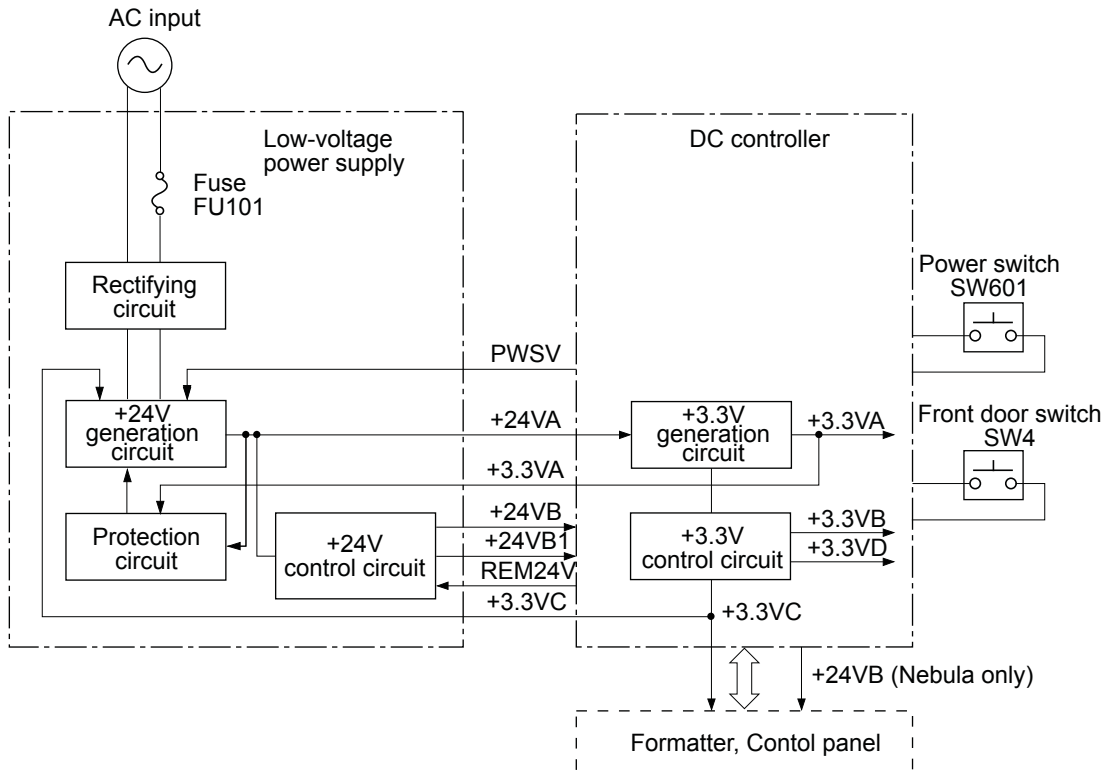 AC input
Low-voltage
power supply
DC controller
Fuse
FU101
Rectifying
circuit
Power switch
SW601
PWSV
+24V
generation
circuit
+24VA
+3.3V
generation
circuit
+3.3VA
Front door switch
SW4
+3.3VA
Protection
circuit
+24V
control circuit
+24VB
+24VB1
REM24V
+3.3VC
+3.3V
control circuit
+3.3VB
+3.3VD
+3.3VC
+24VB (Nebula only)
Formatter, Contol panel